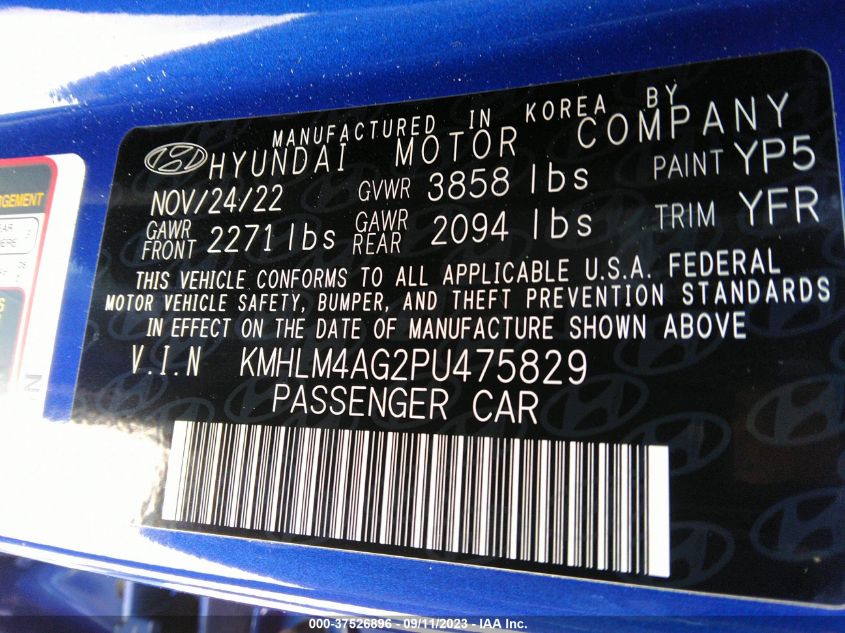 MANUFACTURED IN KOREA BY
HYUNDAI MOTOR COMPANY
NOV/24/22 GVWR 3858 lbs PAINT YP5
GAWR FRONT 2271 lbs GAWR REAR 2094 lbs TRIM YFR
THIS VEHICLE CONFORMS TO ALL APPLICABLE U.S.A. FEDERAL
MOTOR VEHICLE SAFETY, BUMPER, AND THEFT PREVENTION STANDARDS
IN EFFECT ON THE DATE OF MANUFACTURE SHOWN ABOVE
V.I.N KMHLM4AG2PU475829
PASSENGER CAR
000-37526896 - 09/11/2023 - IAA Inc.